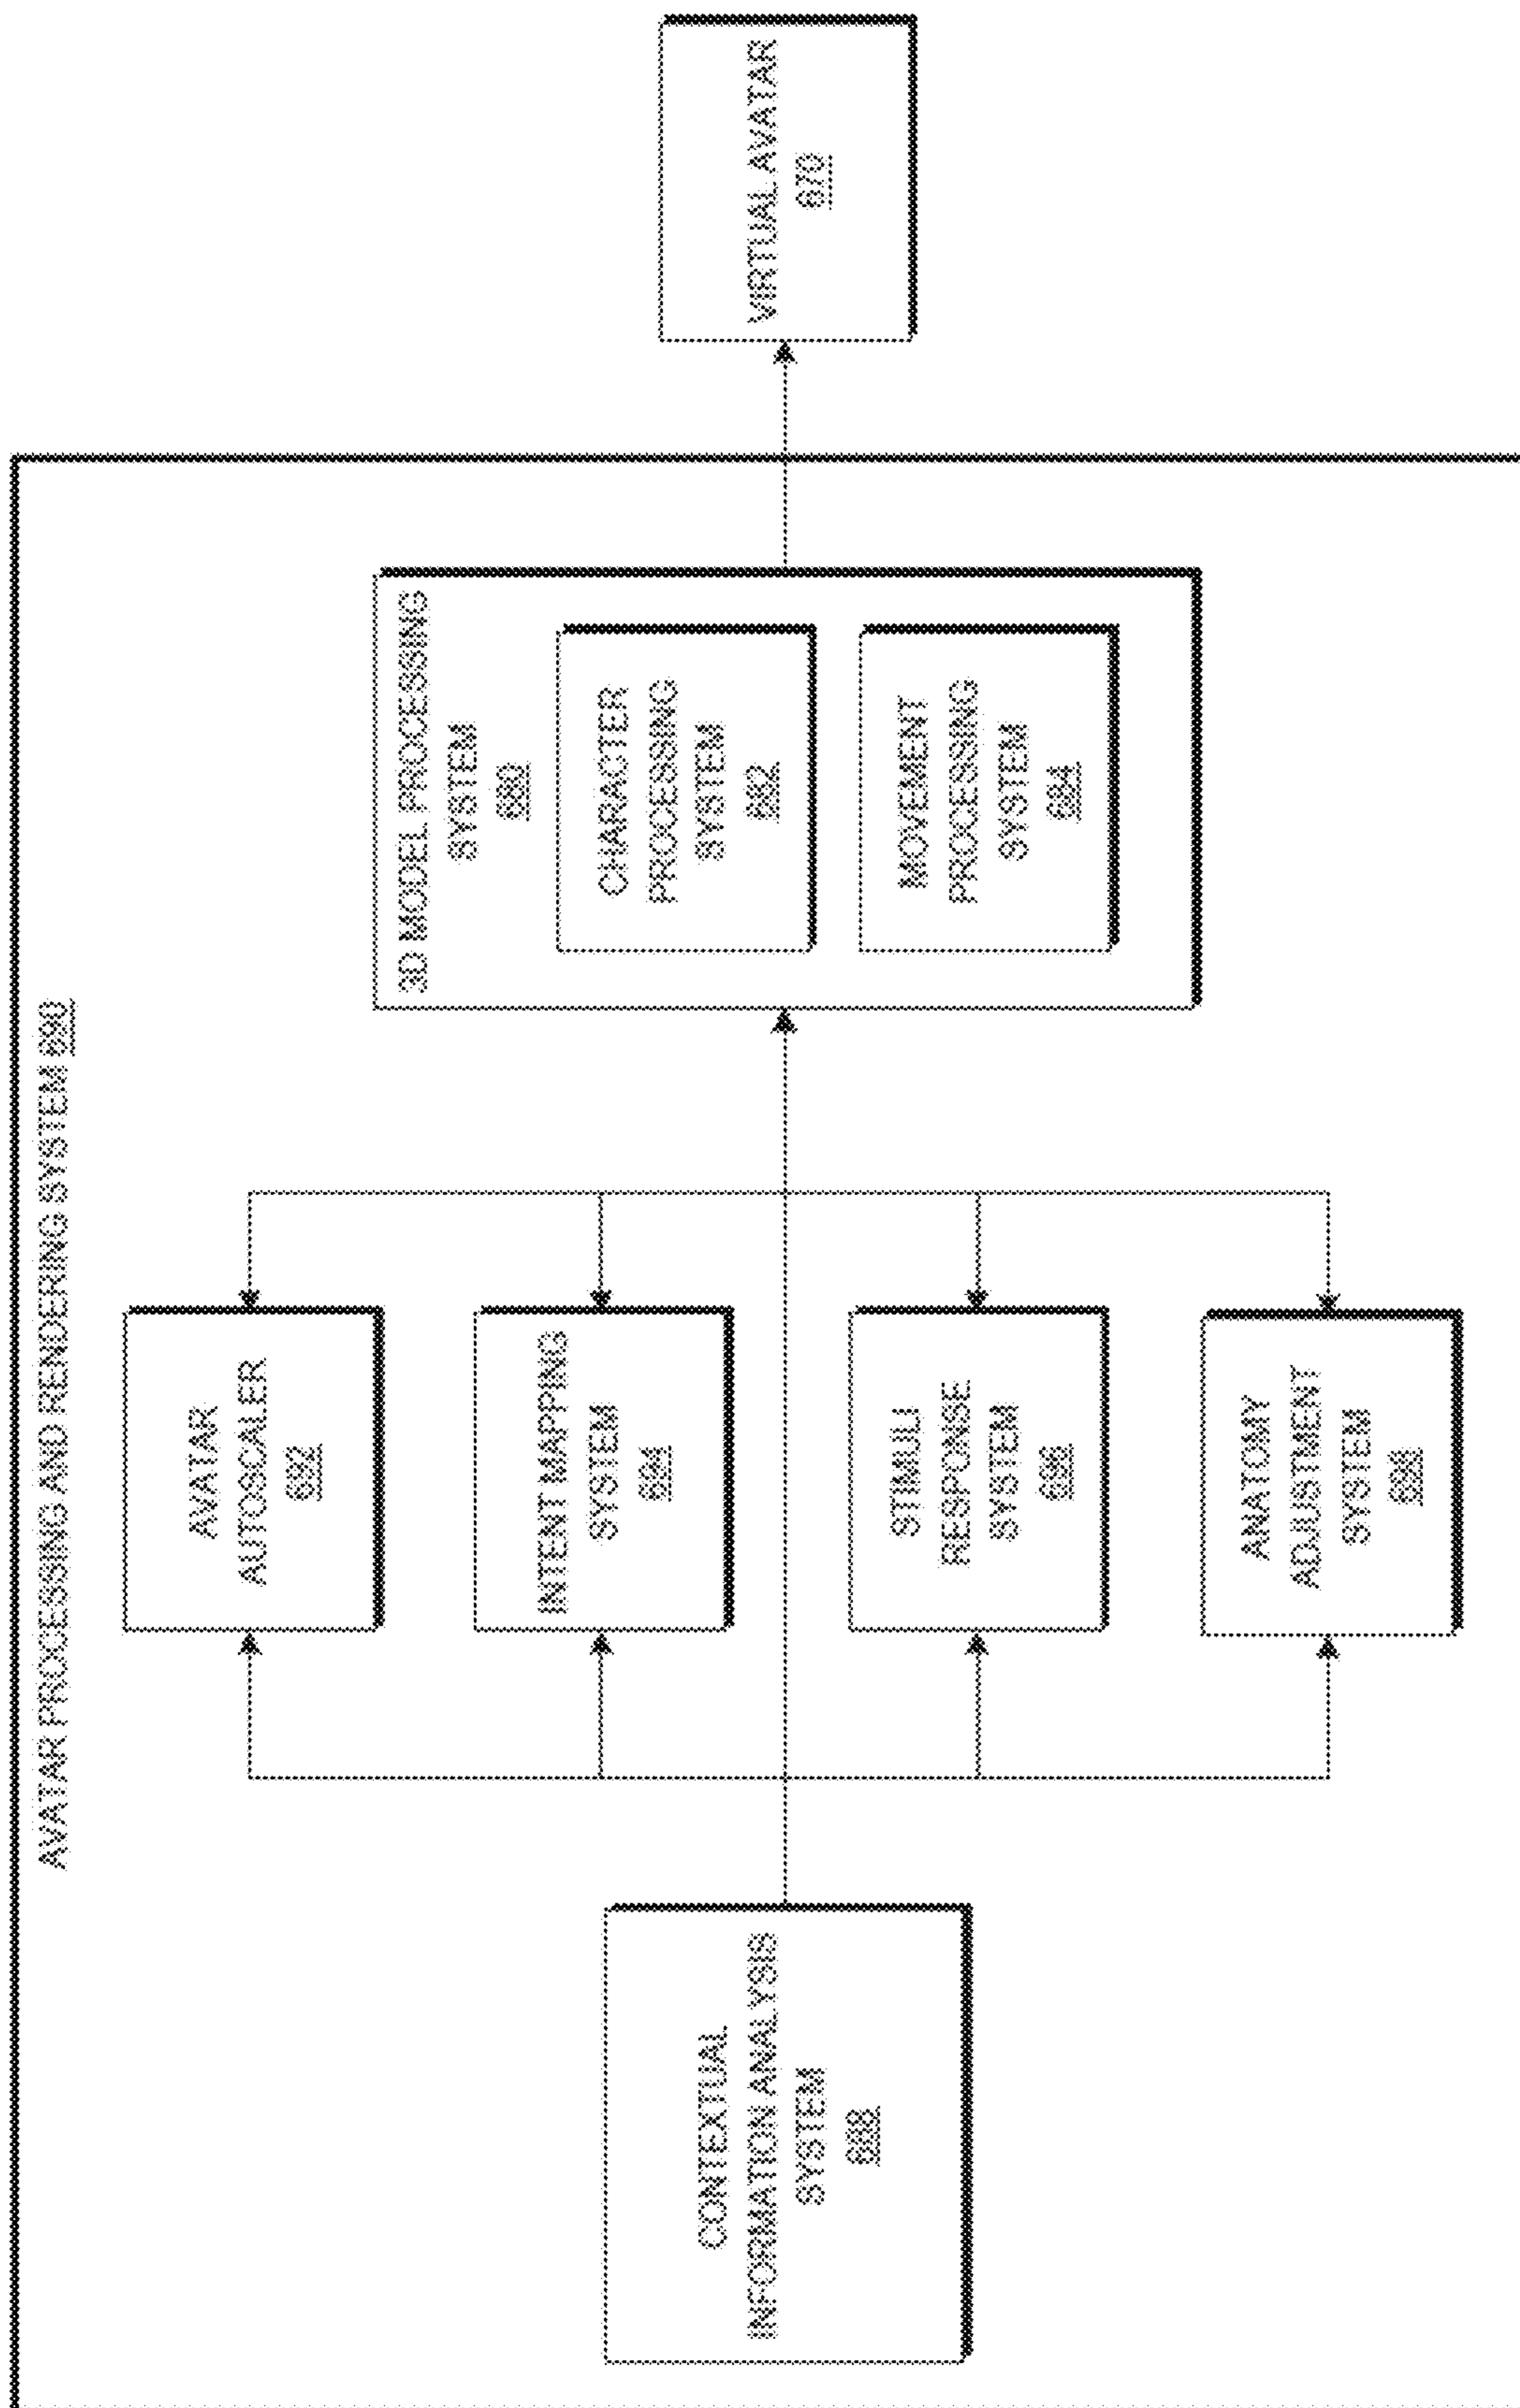 AVATAR PROCESSING AND RENDERING SYSTEM 690
CONTEXTUAL
INFORMATION ANALYSIS
SYSTEM
688
AVATAR
AUTOSCALER
692
INTENT MAPPING
SYSTEM
694
STIMULI
RESPONSE
SYSTEM
696
ANATOMY
ADJUSTMENT
SYSTEM
698
3D MODEL PROCESSING
SYSTEM
680
CHARACTER
PROCESSING
SYSTEM
682
MOVEMENT
PROCESSING
SYSTEM
684
VIRTUAL AVATAR
670